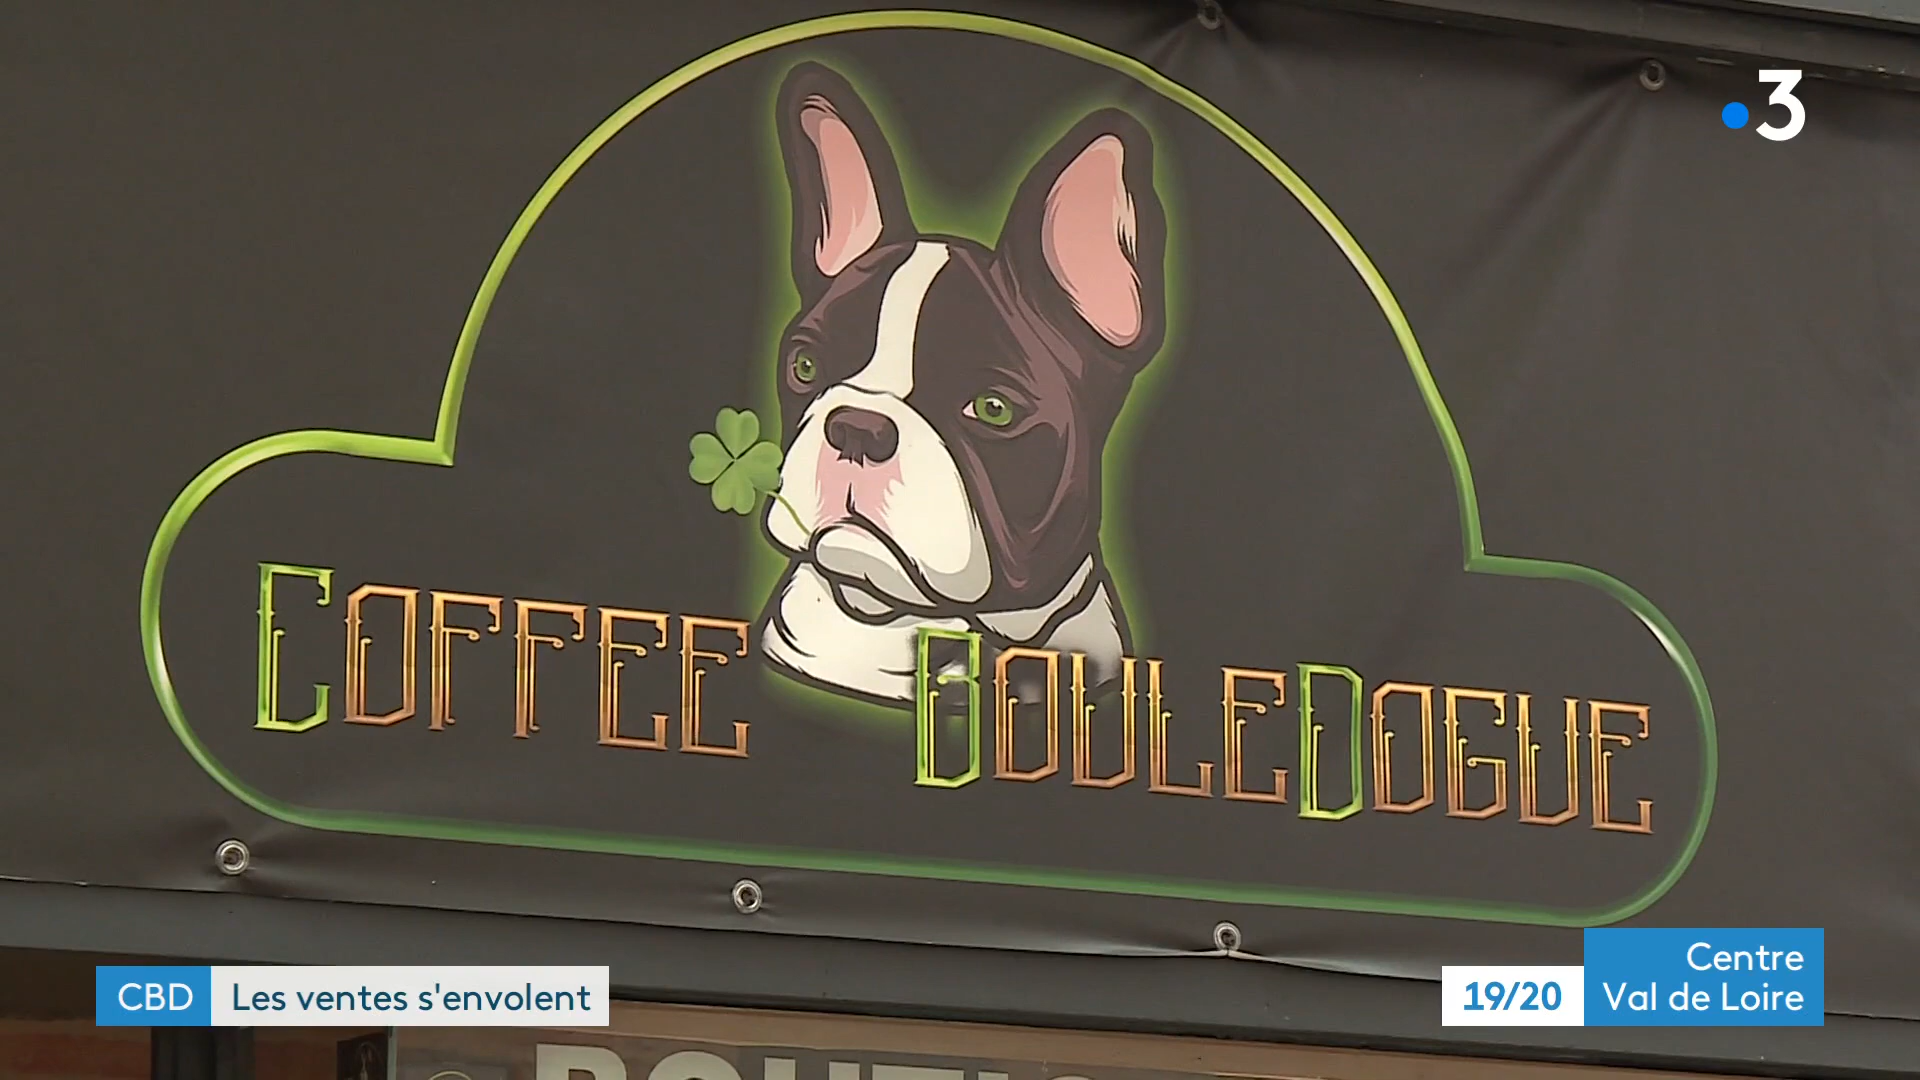 3
COFFEE BOULEDOGUE
CBD Les ventes s'envolent
19/20
Centre
Val de Loire